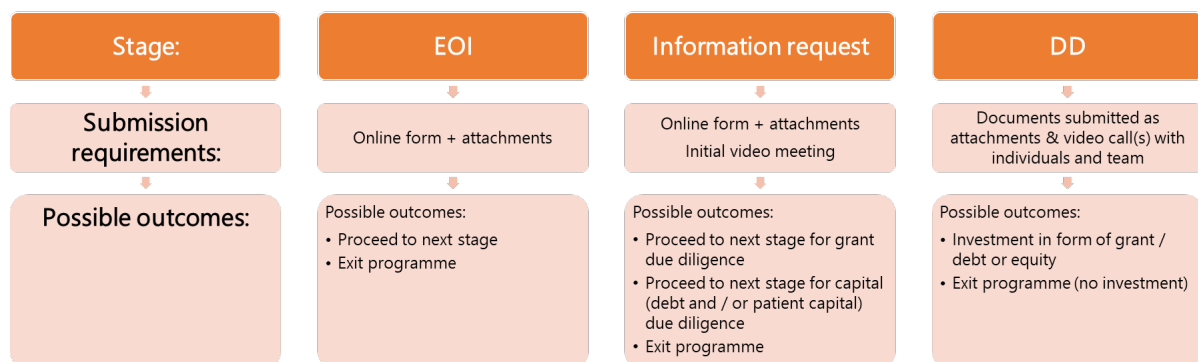 Stage:
EOI
Information request
DD
Submission
requirements:
Online form + attachments
Online form + attachments
Initial video meeting
Documents submitted as
attachments & video call(s) with
individuals and team
Possible outcomes:
Possible outcomes:
• Proceed to next stage
• Exit programme
Possible outcomes:
• Proceed to next stage for grant
due diligence
• Proceed to next stage for capital
(debt and / or patient capital)
due diligence
• Exit programme
Possible outcomes:
• Investment in form of grant /
debt or equity
• Exit programme (no investment)